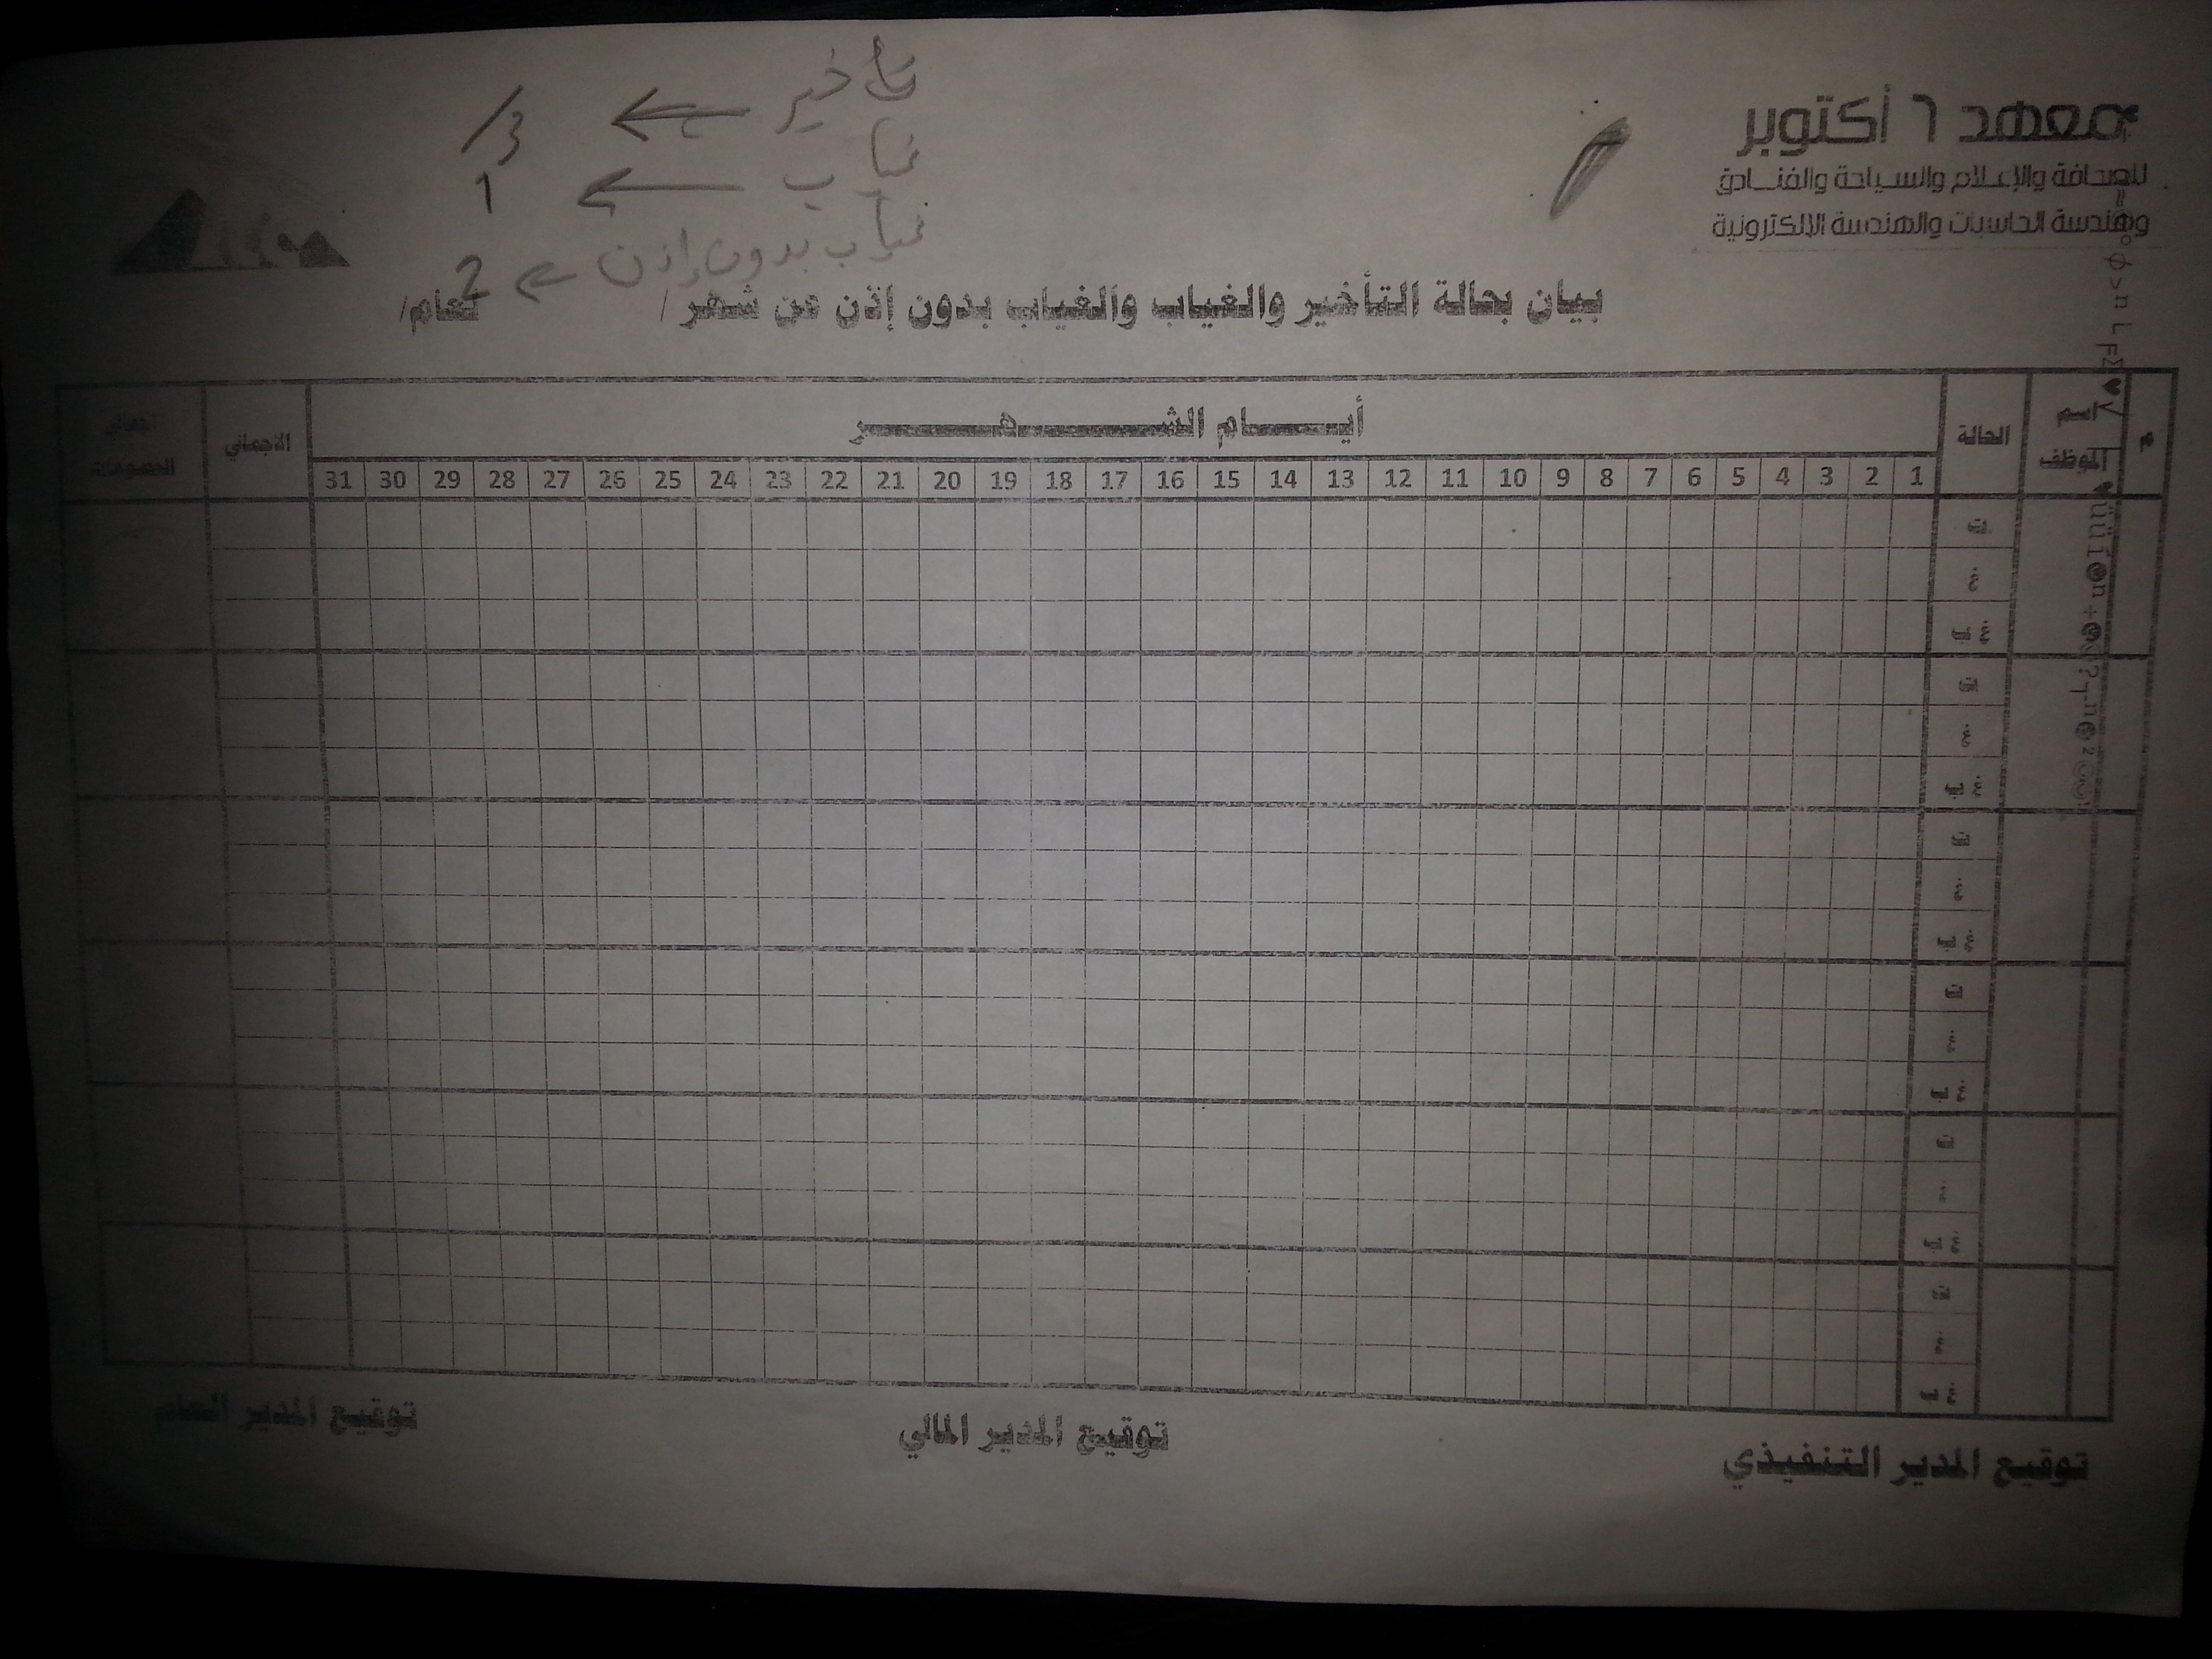 معهد ٦ أكتوبر
للصحافة والإعلام والسياحة والفنادق
وهندسة الحاسبات والهندسة الالكترونية
تأخير ← 3/
غياب ← 1
غياب بدون إذن ← 2
بيان بحالة التأخير والغياب والغياب بدون إذن عن شهر / لعام/
م اسم الموظف الحالة أيــــام الشــــــهــــــر الاجمالي اجمالي الخصومات
1 2 3 4 5 6 7 8 9 10 11 12 13 14 15 16 17 18 19 20 21 22 23 24 25 26 27 28 29 30 31
ت
غ
غ.إ
ت
غ
غ.إ
ت
غ
غ.إ
ت
غ
غ.إ
ت
غ
غ.إ
ت
غ
غ.إ
توقيع المدير التنفيذي توقيع المدير المالي توقيع المدير العام